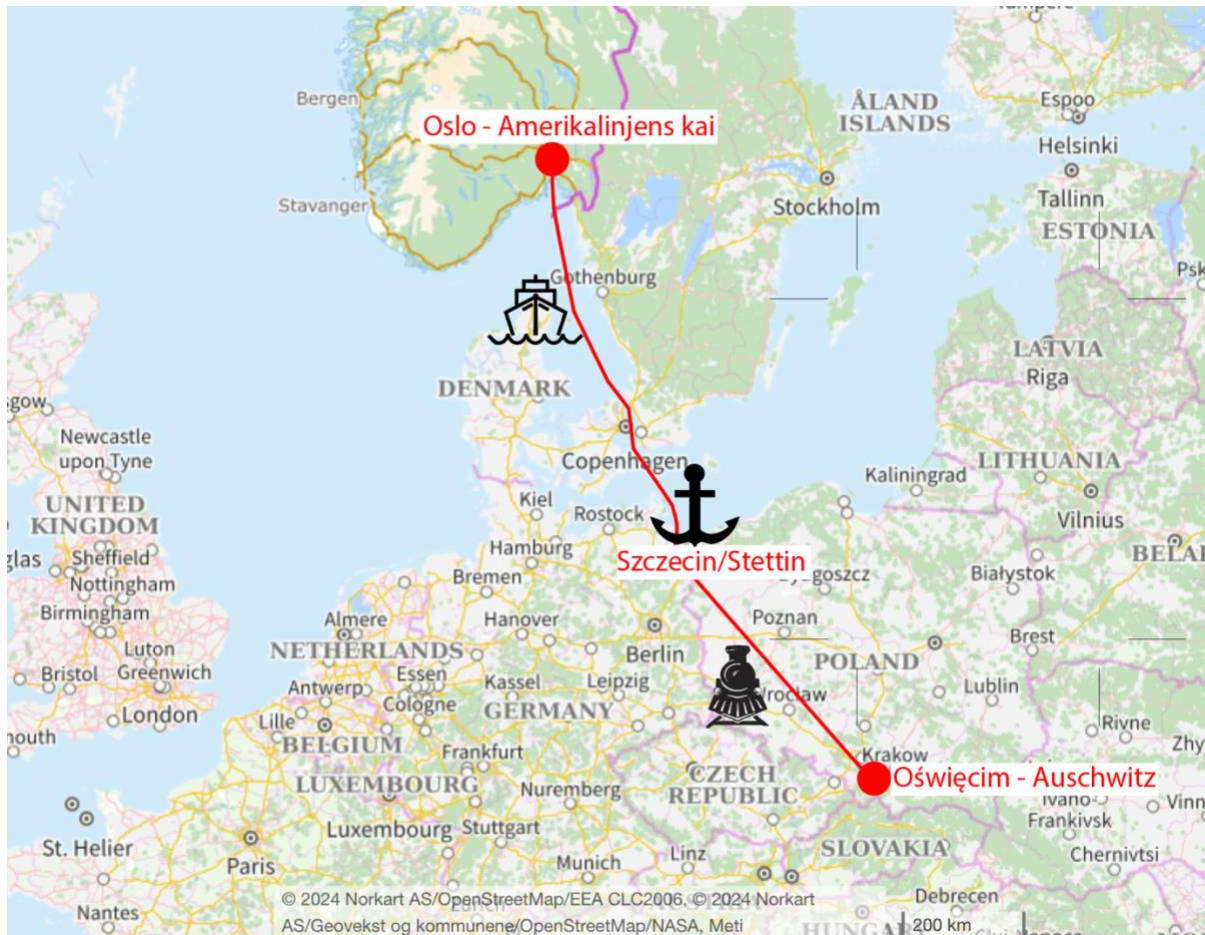 Bergen
Oslo - Amerikalinjens kai
ÅLAND
ISLANDS
Espoo
Helsinki
Tallinn
Stavanger
Stockholm
ESTONIA
Gothenburg
LATVIA
Riga
DENMARK
Newcastle
upon Tyne
Copenhagen
Kaliningrad
LITHUANIA
UNITED
KINGDOM
Kiel
Rostock
Vilnius
Sheffield
Hamburg
Szczecin/Stettin
Nottingham
Bremen
Białystok
Birmingham
Almere
Hanover
Poznan
Brest
Luton
NETHERLANDS
Berlin
POLAND
Bristol
Greenwich
Antwerp
Essen
Kassel
Leipzig
Wrocław
Lublin
London
Cologne
GERMANY
Lille
Rivne
BELGIUM
Frankfurt
Krakow
LUXEMBOURG
CZECH
REPUBLIC
Oświęcim - Auschwitz
Nuremberg
Ivano-
Frankivsk
St. Helier
Luxembourg
Stuttgart
SLOVAKIA
Paris
Munich
Linz
Chernivtsi
Nantes
© 2024 Norkart AS/OpenStreetMap/EEA CLC2006, © 2024 Norkart
Debrecen
AS/Geovekst og kommunene/OpenStreetMap/NASA, Meti
200 km